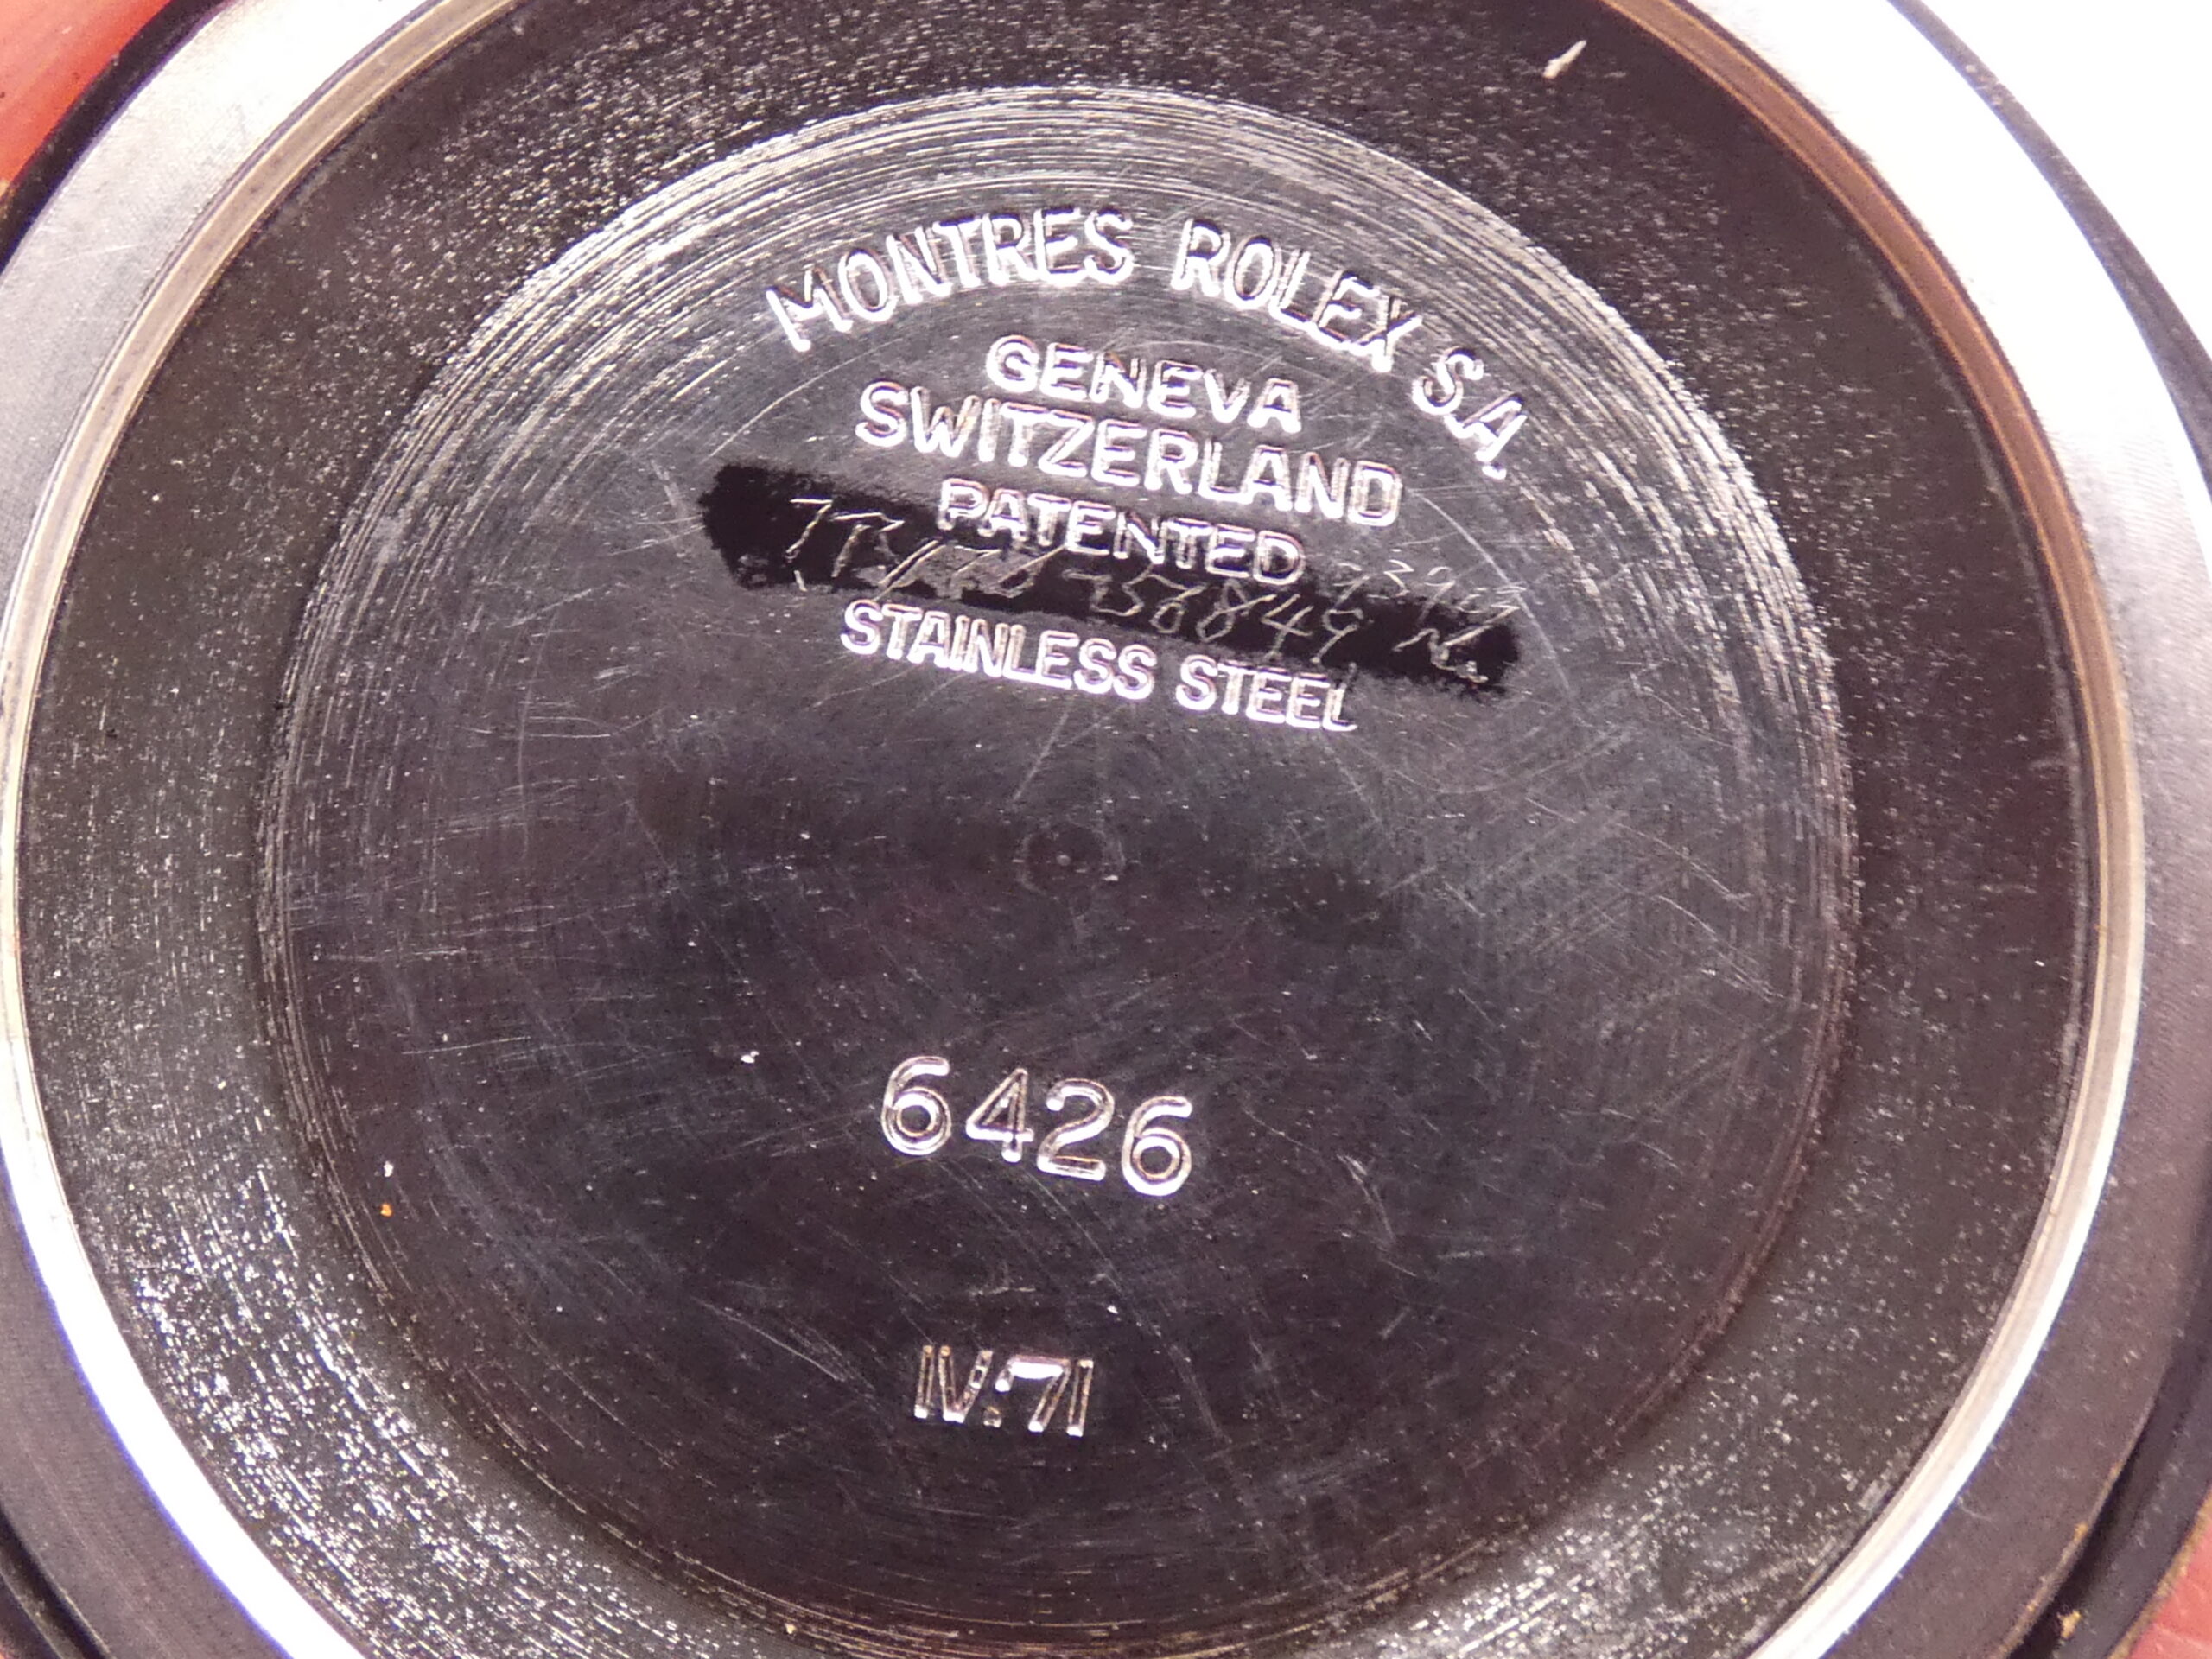 MONTRES ROLEX S.A.
GENEVA
SWITZERLAND
PATENTED
STAINLESS STEEL
6426
IV.71